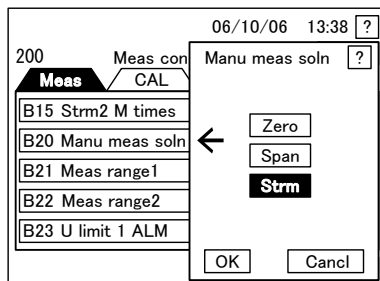 06/10/06 13:38 ?
200 Meas con
Meas CAL
B15 Strm2 M times
B20 Manu meas soln
B21 Meas range1
B22 Meas range2
B23 U limit 1 ALM
Manu meas soln ?
Zero
Span
Strm
OK Cancl